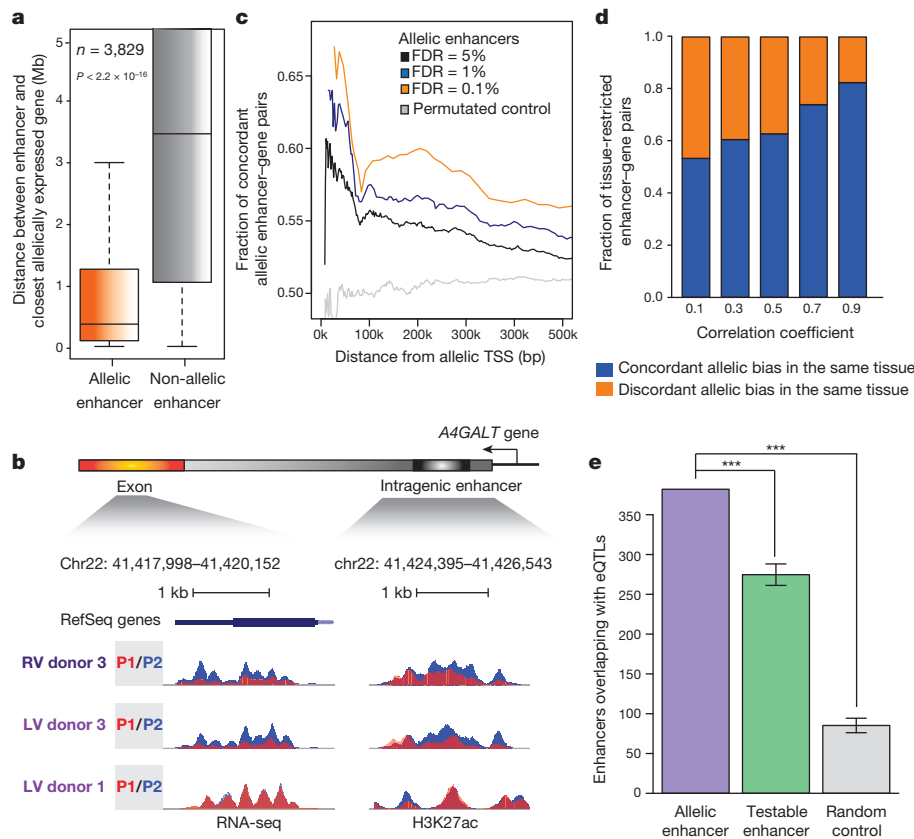 a
Distance between enhancer and
closest allelically expressed gene (Mb)
5
4
3
2
1
0
n = 3,829
P < 2.2 × 10⁻¹⁶
Allelic
enhancer
Non-allelic
enhancer
c
Fraction of concordant
allelic enhancer–gene pairs
0.65
0.60
0.55
0.50
Allelic enhancers
FDR = 5%
FDR = 1%
FDR = 0.1%
Permutated control
0k
100k
200k
300k
400k
500k
Distance from allelic TSS (bp)
d
Fraction of tissue-restricted
enhancer–gene pairs
1.0
0.8
0.6
0.4
0.2
0.0
0.1
0.3
0.5
0.7
0.9
Correlation coefficient
Concordant allelic bias in the same tissue
Discordant allelic bias in the same tissue
b
A4GALT gene
Exon
Intragenic enhancer
Chr22: 41,417,998–41,420,152
chr22: 41,424,395–41,426,543
1 kb
1 kb
RefSeq genes
RV donor 3
P1/P2
LV donor 3
P1/P2
LV donor 1
P1/P2
RNA-seq
H3K27ac
e
Enhancers overlapping with eQTLs
350
300
250
200
150
100
50
0
***
***
Allelic
enhancer
Testable
enhancer
Random
control